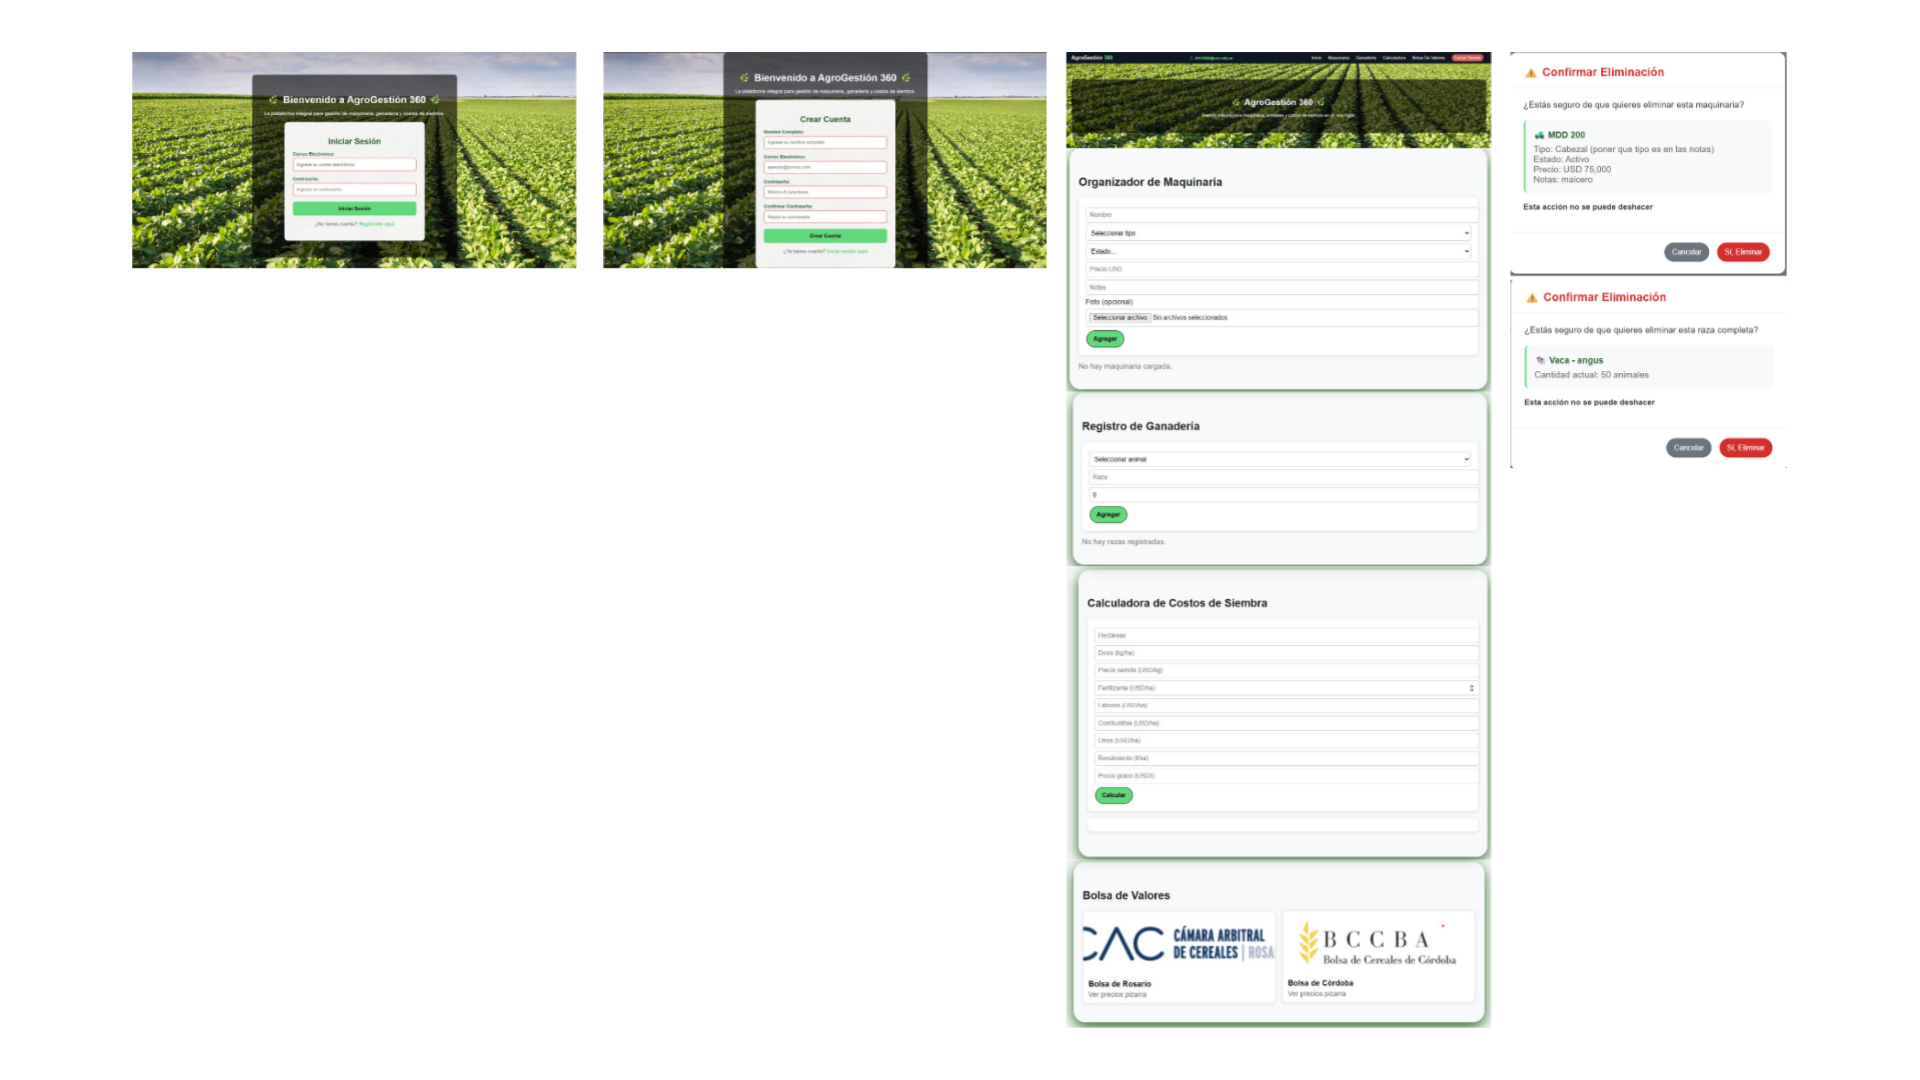 Bienvenido a AgroGestión 360
La plataforma integral para gestión de maquinaria, ganadería y costos de siembra.
Iniciar Sesión
Correo Electrónico:
Ingrese su correo electrónico
Contraseña:
Ingrese su contraseña
Iniciar Sesión
¿No tienes cuenta? Regístrate aquí
Bienvenido a AgroGestión 360
La plataforma integral para gestión de maquinaria, ganadería y costos de siembra.
Crear Cuenta
Nombre Completo:
Ingrese su nombre completo
Correo Electrónico:
ejemplo@correo.com
Contraseña:
Mínimo 6 caracteres
Confirmar Contraseña:
Repita su contraseña
Crear Cuenta
¿Ya tienes cuenta? Inicia sesión aquí
AgroGestión 360
Inicio Maquinaria Ganadería Calculadora Bolsa De Valores Cerrar Sesión
AgroGestión 360
Organizador de Maquinaria
Nombre
Seleccionar tipo
Estado...
Precio USD
Notas
Foto (opcional)
Seleccionar archivo Sin archivos seleccionados
Agregar
No hay maquinaria cargada.
Registro de Ganadería
Seleccionar animal
Raza
0
Agregar
No hay razas registradas.
Calculadora de Costos de Siembra
Hectáreas
Dosis (kg/ha)
Precio semilla (USD/kg)
Fertilizante (USD/ha)
Labores (USD/ha)
Combustible (USD/ha)
Otros (USD/ha)
Rendimiento (t/ha)
Precio grano (USD/t)
Calcular
Bolsa de Valores
CAC CÁMARA ARBITRAL
DE CEREALES | ROSA
Bolsa de Rosario
Ver precios pizarra
BCCBA
Bolsa de Cereales de Córdoba
Bolsa de Córdoba
Ver precios pizarra
Confirmar Eliminación
¿Estás seguro de que quieres eliminar esta maquinaria?
MDD 200
Tipo: Cabezal (poner que tipo es en las notas)
Estado: Activo
Precio: USD 75,000
Notas: maicero
Esta acción no se puede deshacer
Cancelar
Sí, Eliminar
Confirmar Eliminación
¿Estás seguro de que quieres eliminar esta raza completa?
Vaca - angus
Cantidad actual: 50 animales
Esta acción no se puede deshacer
Cancelar
Sí, Eliminar